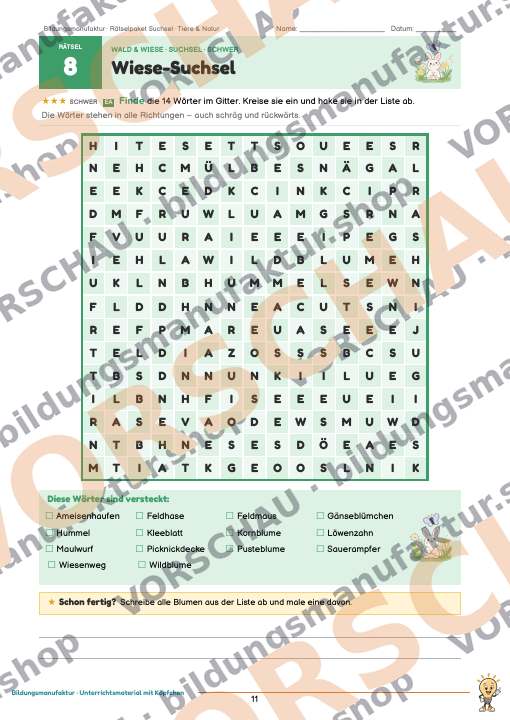 Bildungsmanufaktur · Rätselpaket Suchsel · Tiere & Natur Name: Datum:
RÄTSEL
8
WALD & WIESE · SUCHSEL · SCHWER
Wiese-Suchsel
★★★ SCHWER EA Finde die 14 Wörter im Gitter. Kreise sie ein und hake sie in der Liste ab.
Die Wörter stehen in alle Richtungen – auch schräg und rückwärts.
H I T E S E T T S O U E E S R
N E H C M Ü L B E S N Ä G A L
E E K C E D K C I N K C I P R
D M F R U W L U A M G S R N A
F V U U R A I E E E I P E G S
I E H L A W I L D B L U M E H
U K L N B H U M M E L S E W N
F L D D H N N E A C U T S N I
R E F P M A R E U A S E E E J
T E L D I A Z O S S S B C S U
T B S D N N U N K I I L U E G
I L B N H F I S E E E U E I I
R A S E V A O D E W S M U W D
N T B H N E S E S D Ö E A E S
M T I A T K G E O O S L N I K
Diese Wörter sind versteckt:
☐ Ameisenhaufen ☐ Feldhase ☐ Feldmaus ☐ Gänseblümchen
☐ Hummel ☐ Kleeblatt ☐ Kornblume ☐ Löwenzahn
☐ Maulwurf ☐ Picknickdecke ☐ Pusteblume ☐ Sauerampfer
☐ Wiesenweg ☐ Wildblume
★ Schon fertig? Schreibe alle Blumen aus der Liste ab und male eine davon.
Bildungsmanufaktur · Unterrichtsmaterial mit Köpfchen
11
VORSCHAU · bildungsmanufaktur.shop · VORSCHAU